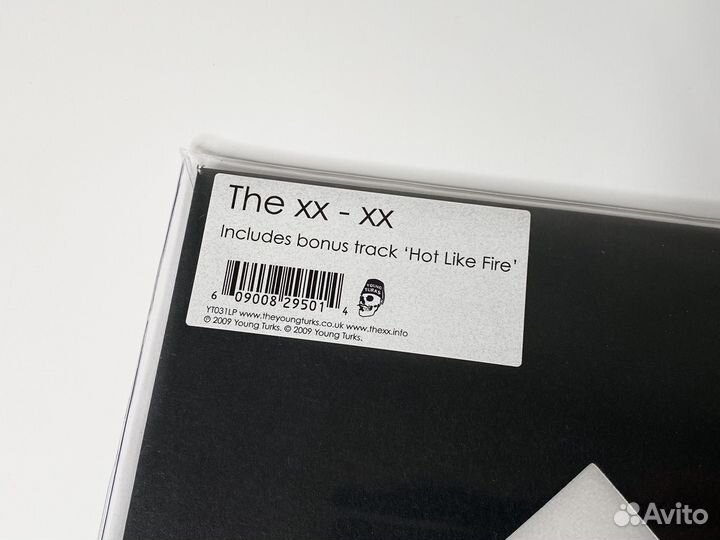 The xx - xx
Includes bonus track ‘Hot Like Fire’
YOUNG
TURKS
6 09008 29501 4
YT031LP www.theyoungturks.co.uk www.thexx.info
℗ 2009 Young Turks. © 2009 Young Turks.
Avito